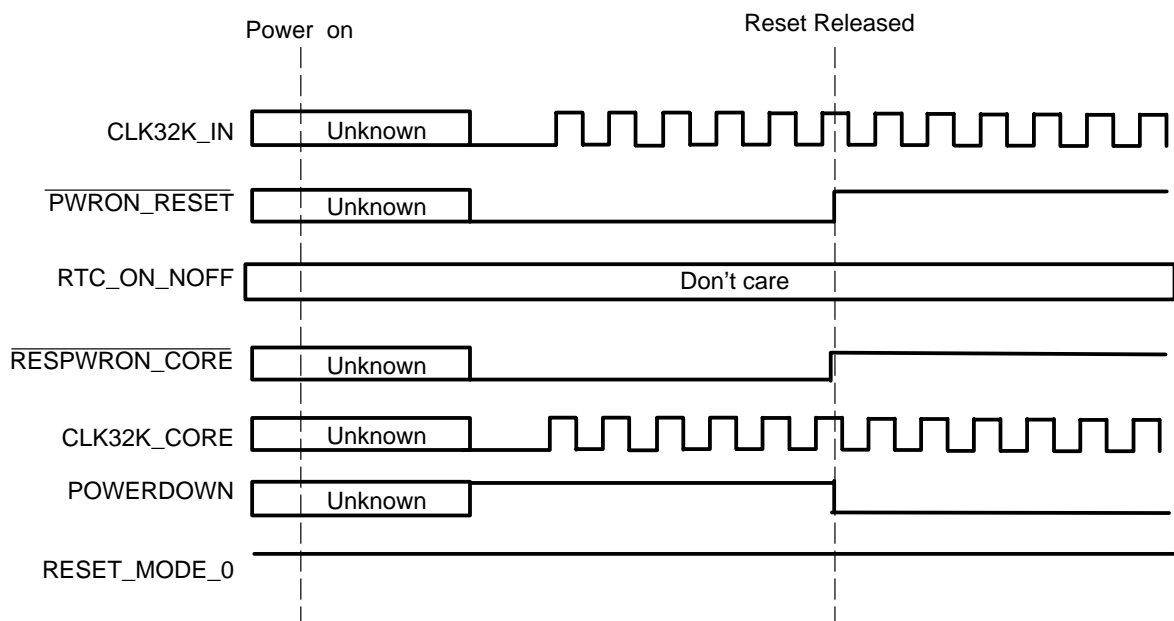 Power on
Reset Released
CLK32K_IN
Unknown
PWRON_RESET
Unknown
RTC_ON_NOFF
Don't care
RESPWRON_CORE
Unknown
CLK32K_CORE
Unknown
POWERDOWN
Unknown
RESET_MODE_0